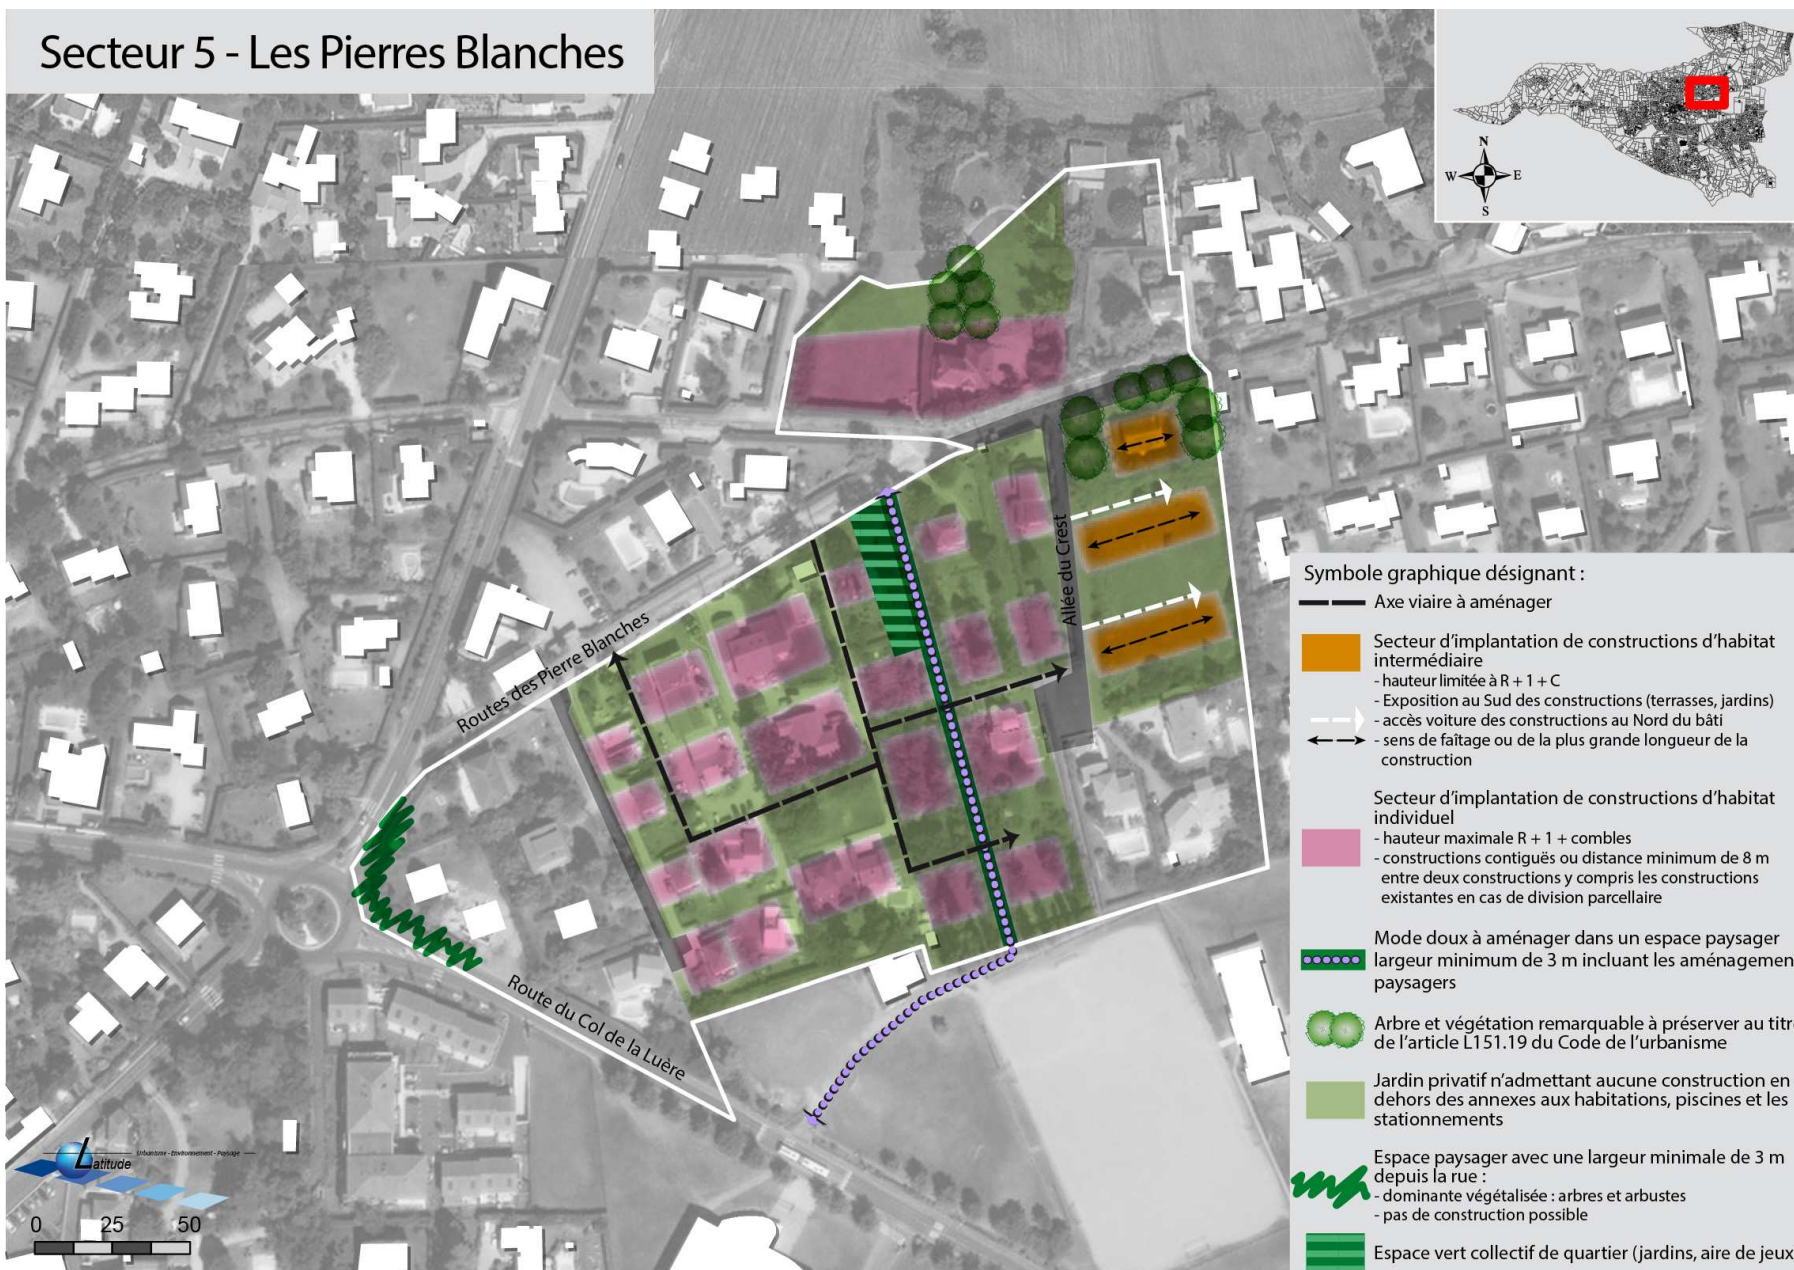 Secteur 5 - Les Pierres Blanches
N
W
E
S
Allée du Crest
Routes des Pierre Blanches
Route du Col de la Luère
Symbole graphique désignant :
Axe viaire à aménager
Secteur d'implantation de constructions d'habitat
intermédiaire
- hauteur limitée à R + 1 + C
- Exposition au Sud des constructions (terrasses, jardins)
- accès voiture des constructions au Nord du bâti
- sens de faîtage ou de la plus grande longueur de la
construction
Secteur d'implantation de constructions d'habitat
individuel
- hauteur maximale R + 1 + combles
- constructions contiguës ou distance minimum de 8 m
entre deux constructions y compris les constructions
existantes en cas de division parcellaire
Mode doux à aménager dans un espace paysager
largeur minimum de 3 m incluant les aménagemen
paysagers
Arbre et végétation remarquable à préserver au titr
de l'article L151.19 du Code de l'urbanisme
Jardin privatif n'admettant aucune construction en
dehors des annexes aux habitations, piscines et les
stationnements
Espace paysager avec une largeur minimale de 3 m
depuis la rue :
- dominante végétalisée : arbres et arbustes
- pas de construction possible
Espace vert collectif de quartier (jardins, aire de jeux
Latitude
Urbanisme - Environnement - Paysage
0 25 50